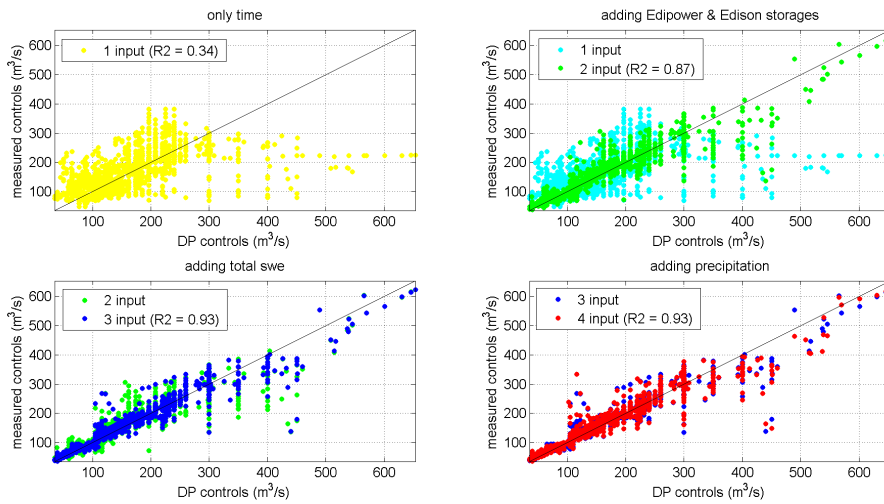 only time
1 input (R2 = 0.34)
measured controls (m³/s)
600
500
400
300
200
100
100 200 300 400 500 600
DP controls (m³/s)
adding Edipower & Edison storages
1 input
2 input (R2 = 0.87)
measured controls (m³/s)
600
500
400
300
200
100
100 200 300 400 500 600
DP controls (m³/s)
adding total swe
2 input
3 input (R2 = 0.93)
measured controls (m³/s)
600
500
400
300
200
100
100 200 300 400 500 600
DP controls (m³/s)
adding precipitation
3 input
4 input (R2 = 0.93)
measured controls (m³/s)
600
500
400
300
200
100
100 200 300 400 500 600
DP controls (m³/s)